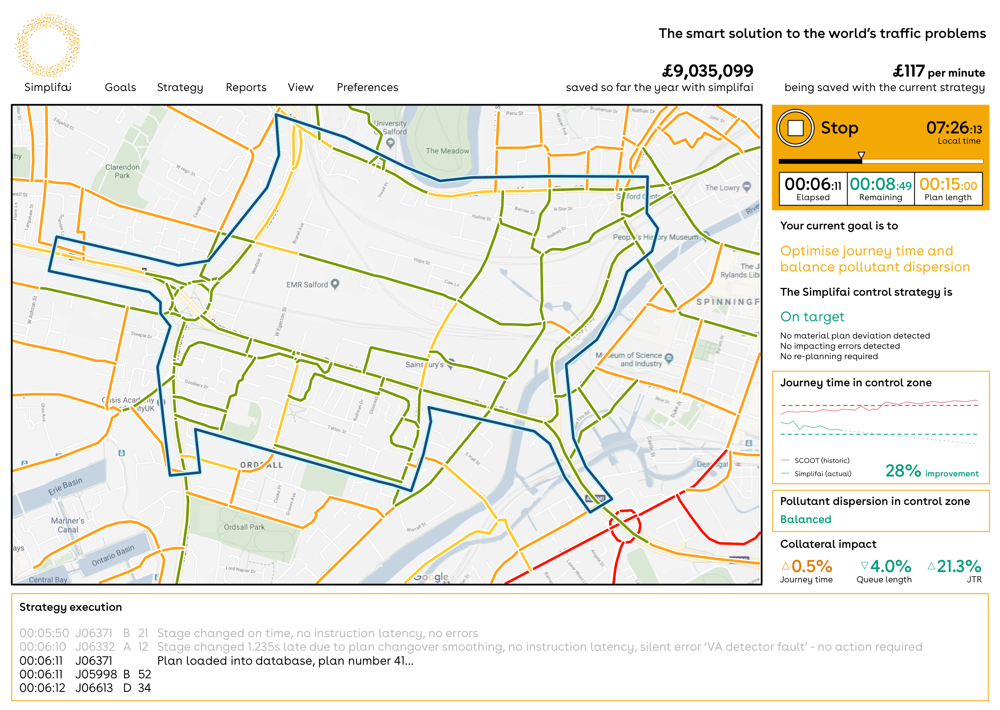 The smart solution to the world's traffic problems
£9,035,099
saved so far the year with simplifai
£117 per minute
being saved with the current strategy
Simplifai
Goals
Strategy
Reports
View
Preferences
Edgehill Cl
University
of Salford
The Meadow
Peru St
Mayan Ave
Brotherton Dr
Nathan Dr
John St
thy
Clarendon
Park
W High St
Cavell Way
Irwell Pl
The Lowry
well St
Florin Ln
Langshaw St
Hulme St
Barrow St
N Star Dr
Rodney St
Brunel Ave
Windsor St
Hope St
Cow Ln
EMR Salford
W Egerton St
W Ashton St
Steeple Dr
The J
Rylands Lib
SPINNINGF
Byrom St
Museum of Science
and Industry
Sainsbury's
Goodiers Dr
Rudman Dr
Gloucest
Tatton St
Ohio Ave
Rice St
Duke St
New Elm Rd
Castle St
S Hall St
ORDSALL
Cooke Pl
Groves Ave
Erie Basin
Mariner's
Canal
Ordsall Park
Worrall St
Ontario Basin
Lord Napier Dr
Central Bay
Angela St
Google
ays
Stop
07:26:13
Local time
00:06:11
Elapsed
00:08:49
Remaining
00:15:00
Plan length
Your current goal is to
Optimise journey time and
balance pollutant dispersion
The Simplifai control strategy is
On target
No material plan deviation detected
No impacting errors detected
No re-planning required
Journey time in control zone
SCOOT (historic)
Simplifai (actual)
28% improvement
Pollutant dispersion in control zone
Balanced
Collateral impact
△0.5%
Journey time
▽4.0%
Queue length
△21.3%
JTR
Strategy execution
00:05:50 J06371 B 21 Stage changed on time, no instruction latency, no errors
00:06:10 J06332 A 12 Stage changed 1.235s late due to plan changover smoothing, no instruction latency, silent error ‘VA detector fault’ - no action required
00:06:11 J06371 Plan loaded into database, plan number 41...
00:06:11 J05998 B 52
00:06:12 J06613 D 34